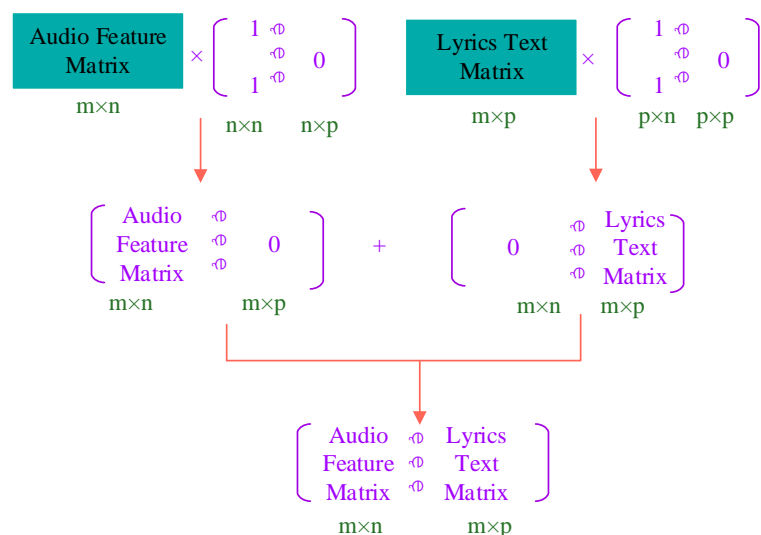 Audio Feature
Matrix
×
1
0
1
m×n
n×n n×p
Lyrics Text
Matrix
×
1
0
1
m×p
p×n p×p
Audio
Feature
Matrix
0
m×n m×p
+
0
Lyrics
Text
Matrix
m×n m×p
Audio Lyrics
Feature Text
Matrix Matrix
m×n m×p